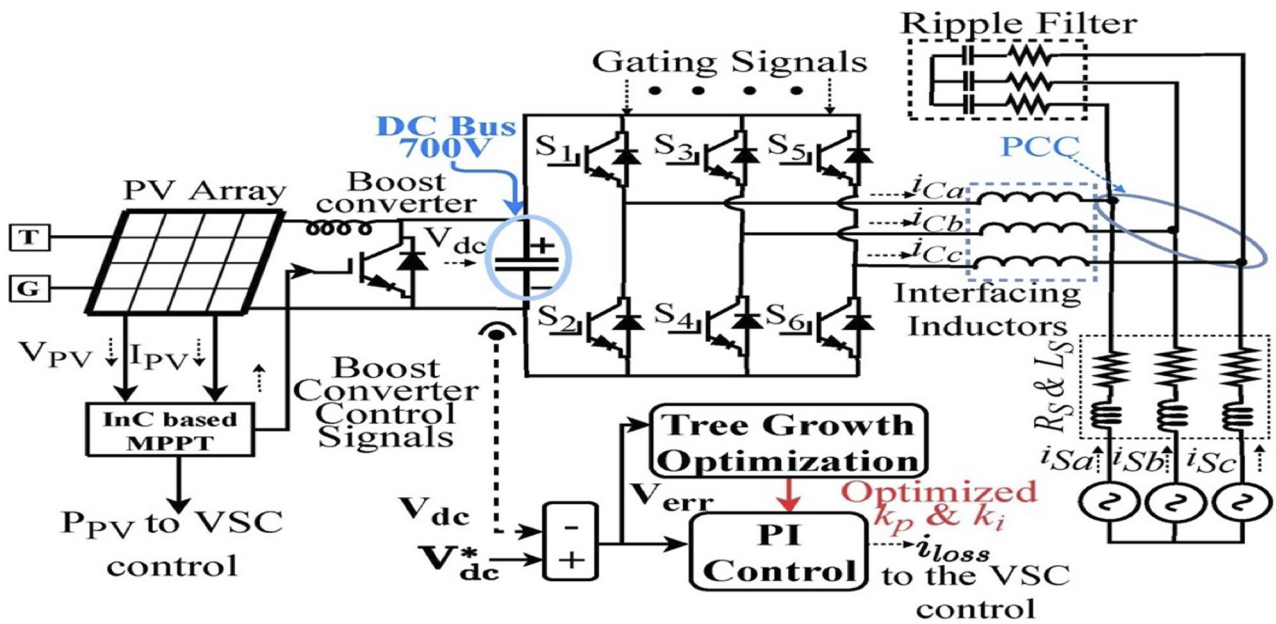 Ripple Filter
Gating Signals
DC Bus
700V
S1
S3
S5
PCC
PV Array
Boost
converter
iCa
iCb
iCc
T
G
Vdc
+
−
Interfacing
Inductors
S2
S4
S6
VPV
IPV
RS & LS
Boost
Converter
Control
Signals
InC based
MPPT
Tree Growth
Optimization
iSa
iSb
iSc
PPV to VSC
control
Vdc
V*dc
-
+
Verr
Optimized
kp & ki
PI
Control
iloss
to the VSC
control